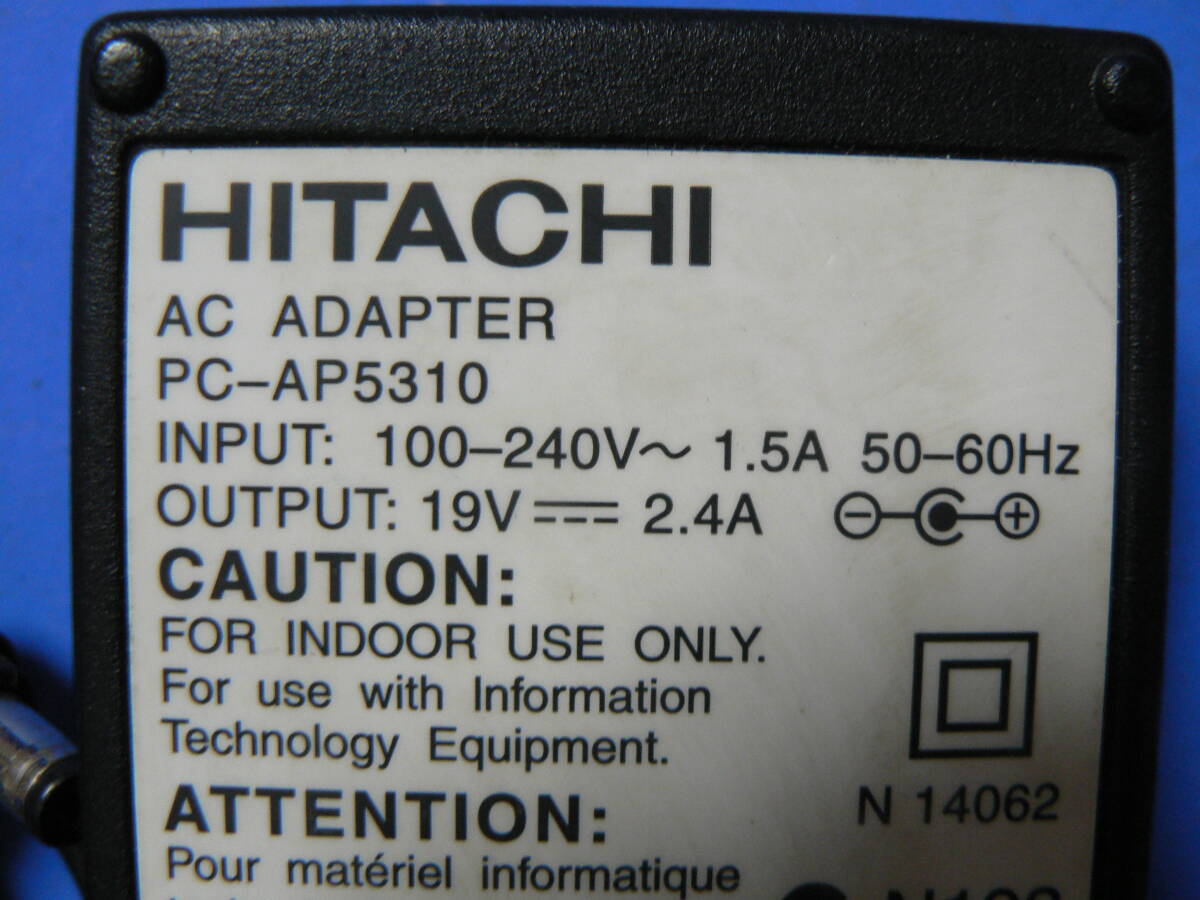 HITACHI
AC ADAPTER
PC–AP5310
INPUT: 100–240V~ 1.5A 50–60Hz
OUTPUT: 19V 2.4A
CAUTION:
FOR INDOOR USE ONLY.
For use with Information
Technology Equipment.
ATTENTION:
N 14062
Pour matériel informatique